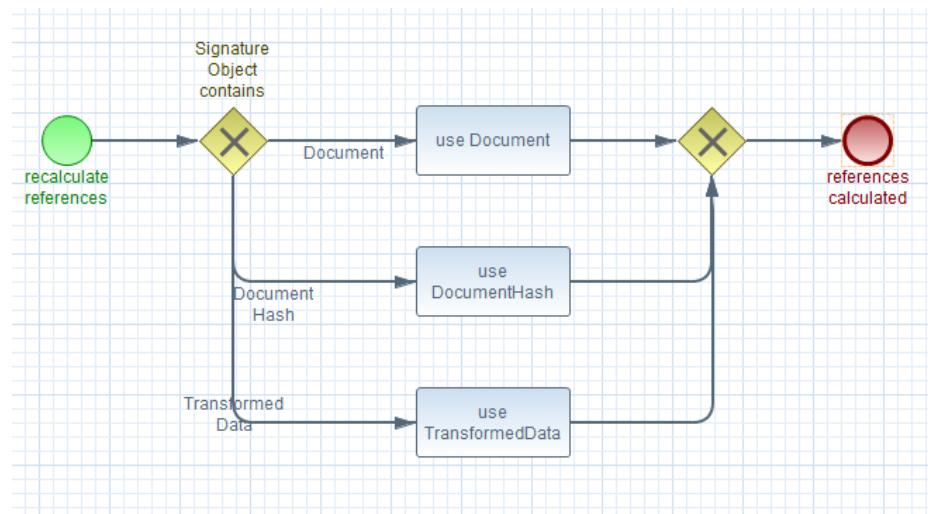 Signature
Object
contains
recalculate
references
Document
use Document
references
calculated
Document
Hash
use
DocumentHash
Transformed
Data
use
TransformedData